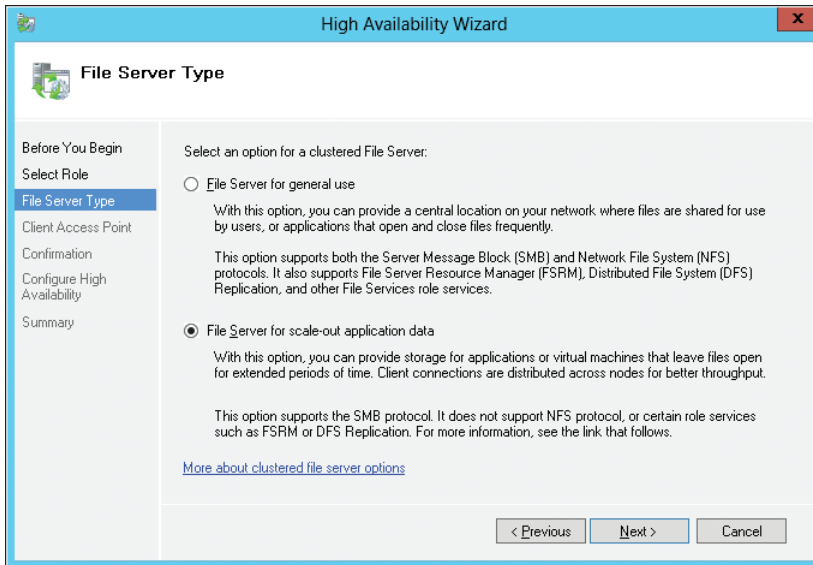 High Availability Wizard
x
File Server Type
Before You Begin
Select Role
File Server Type
Client Access Point
Confirmation
Configure High
Availability
Summary
Select an option for a clustered File Server:
File Server for general use
With this option, you can provide a central location on your network where files are shared for use
by users, or applications that open and close files frequently.
This option supports both the Server Message Block (SMB) and Network File System (NFS)
protocols. It also supports File Server Resource Manager (FSRM), Distributed File System (DFS)
Replication, and other File Services role services.
File Server for scale-out application data
With this option, you can provide storage for applications or virtual machines that leave files open
for extended periods of time. Client connections are distributed across nodes for better throughput.
This option supports the SMB protocol. It does not support NFS protocol, or certain role services
such as FSRM or DFS Replication. For more information, see the link that follows.
More about clustered file server options
< Previous
Next >
Cancel